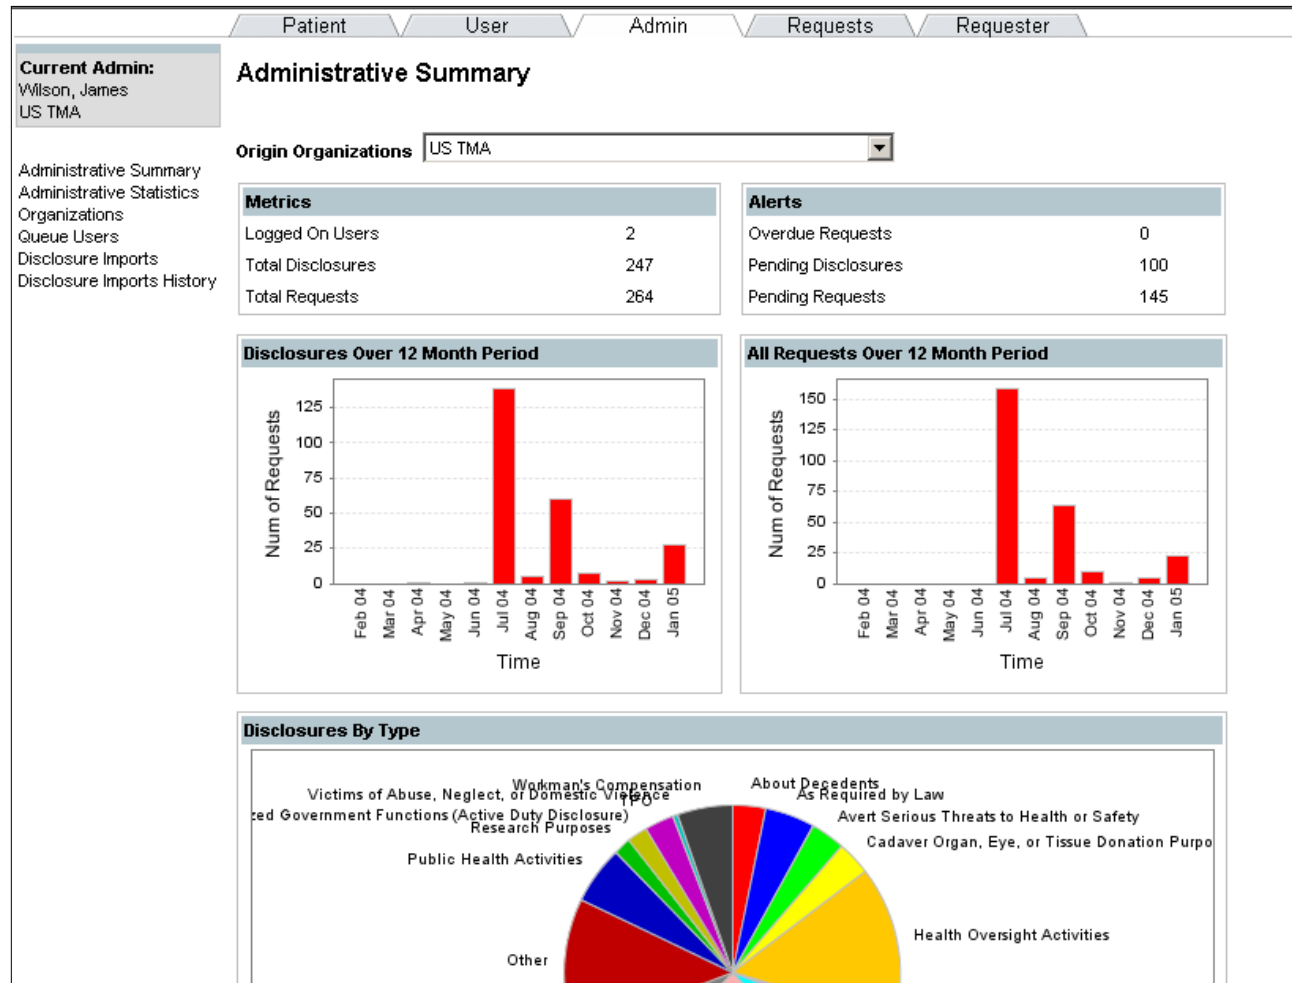 Patient User Admin Requests Requester
Current Admin:
Wilson, James
US TMA
Administrative Summary
Administrative Statistics
Organizations
Queue Users
Disclosure Imports
Disclosure Imports History
Administrative Summary
Origin Organizations US TMA
Metrics
Logged On Users 2
Total Disclosures 247
Total Requests 264
Alerts
Overdue Requests 0
Pending Disclosures 100
Pending Requests 145
Disclosures Over 12 Month Period
Num of Requests
125
100
75
50
25
0
Feb 04 Mar 04 Apr 04 May 04 Jun 04 Jul 04 Aug 04 Sep 04 Oct 04 Nov 04 Dec 04 Jan 05
Time
All Requests Over 12 Month Period
Num of Requests
150
125
100
75
50
25
0
Feb 04 Mar 04 Apr 04 May 04 Jun 04 Jul 04 Aug 04 Sep 04 Oct 04 Nov 04 Dec 04 Jan 05
Time
Disclosures By Type
Workman's Compensation
Victims of Abuse, Neglect, or Domestic Violence
TPO
zed Government Functions (Active Duty Disclosure)
Research Purposes
Public Health Activities
Other
About Decedents
As Required by Law
Avert Serious Threats to Health or Safety
Cadaver Organ, Eye, or Tissue Donation Purpo
Health Oversight Activities